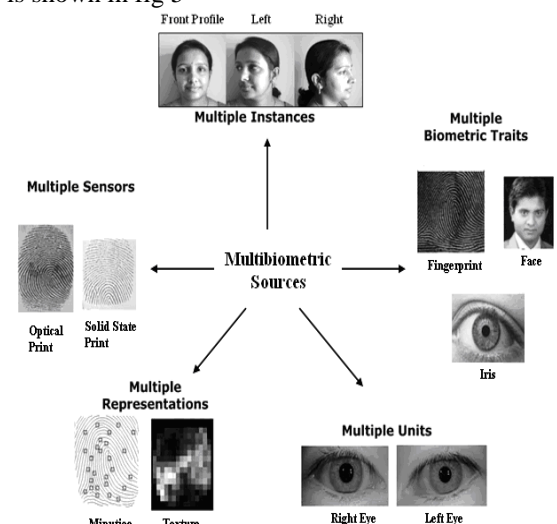 is shown in fig 3
Front Profile Left Right
Multiple Instances
Multiple
Biometric Traits
Multiple Sensors
Fingerprint
Face
Multibiometric
Sources
Optical
Print
Solid State
Print
Iris
Multiple
Representations
Multiple Units
Minutiae Texture
Right Eye Left Eye